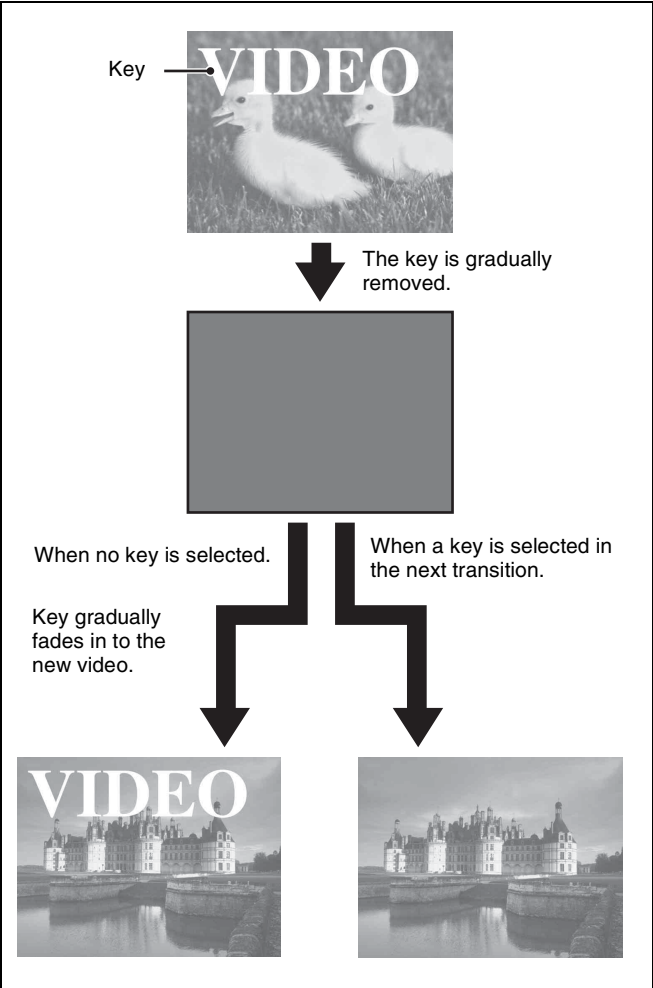 VIDEO
Key
The key is gradually
removed.
When no key is selected.
When a key is selected in
the next transition.
Key gradually
fades in to the
new video.
VIDEO